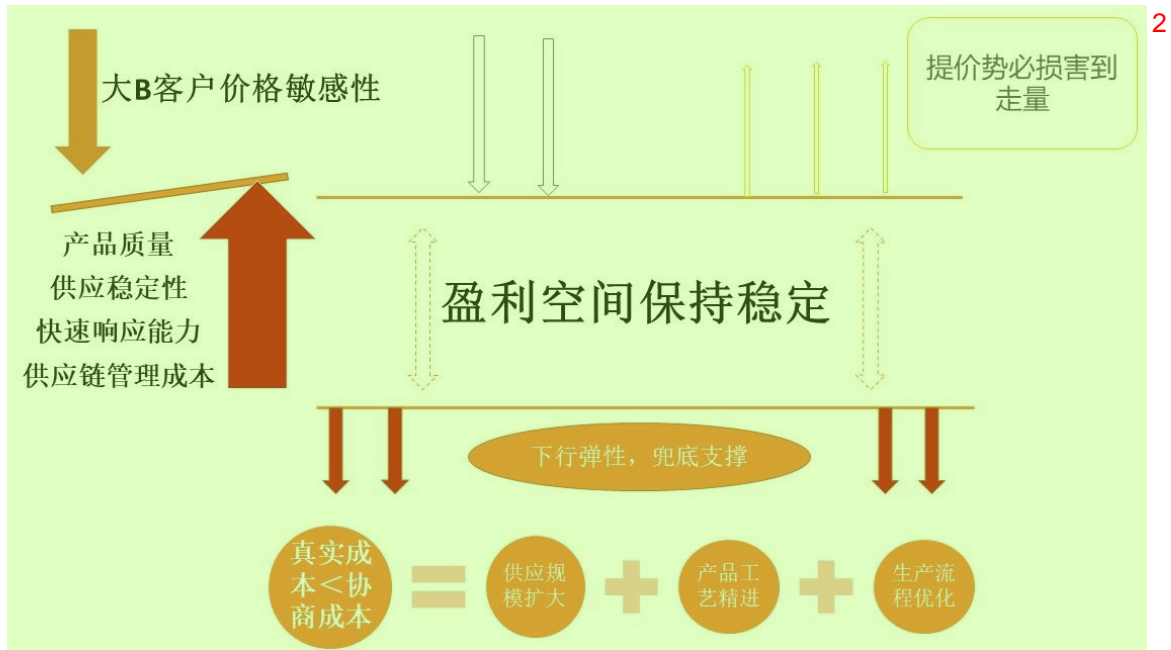 2
大B客户价格敏感性
提价势必损害到
走量
产品质量
供应稳定性
快速响应能力
供应链管理成本
盈利空间保持稳定
下行弹性，兜底支撑
真实成
本＜协
商成本
供应规
模扩大
产品工
艺精进
生产流
程优化